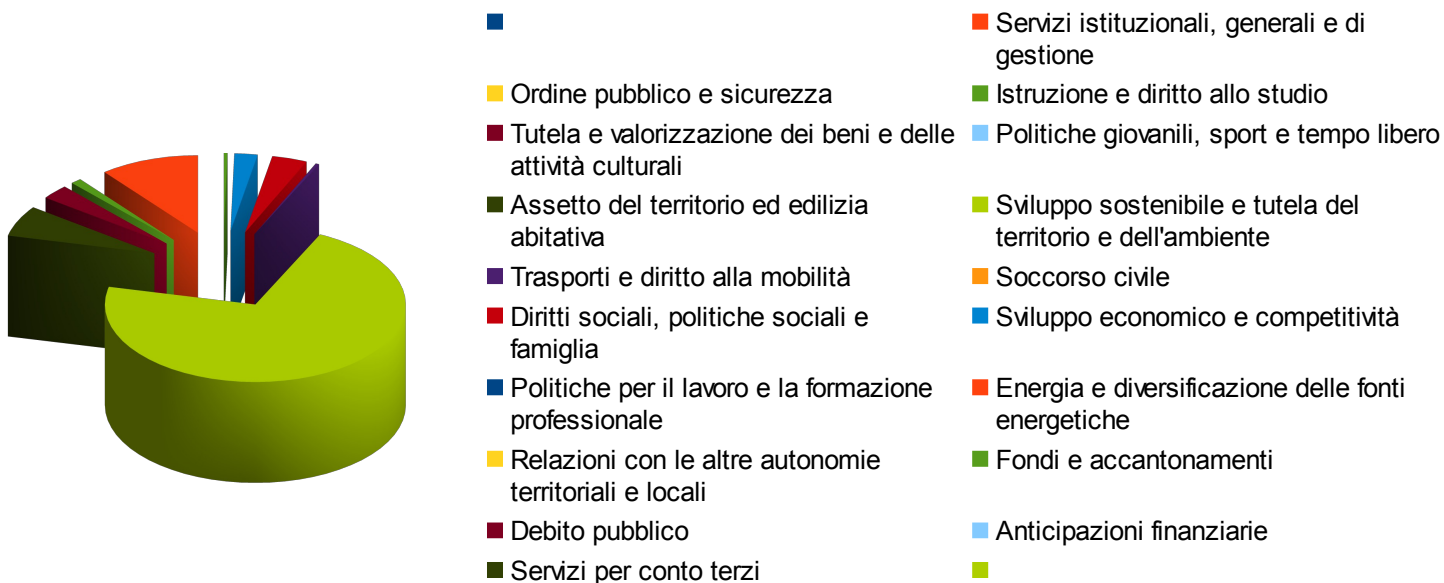 Servizi istituzionali, generali e di
gestione
Ordine pubblico e sicurezza
Istruzione e diritto allo studio
Tutela e valorizzazione dei beni e delle
attività culturali
Politiche giovanili, sport e tempo libero
Assetto del territorio ed edilizia
abitativa
Sviluppo sostenibile e tutela del
territorio e dell'ambiente
Trasporti e diritto alla mobilità
Soccorso civile
Diritti sociali, politiche sociali e
famiglia
Sviluppo economico e competitività
Politiche per il lavoro e la formazione
professionale
Energia e diversificazione delle fonti
energetiche
Relazioni con le altre autonomie
territoriali e locali
Fondi e accantonamenti
Debito pubblico
Anticipazioni finanziarie
Servizi per conto terzi